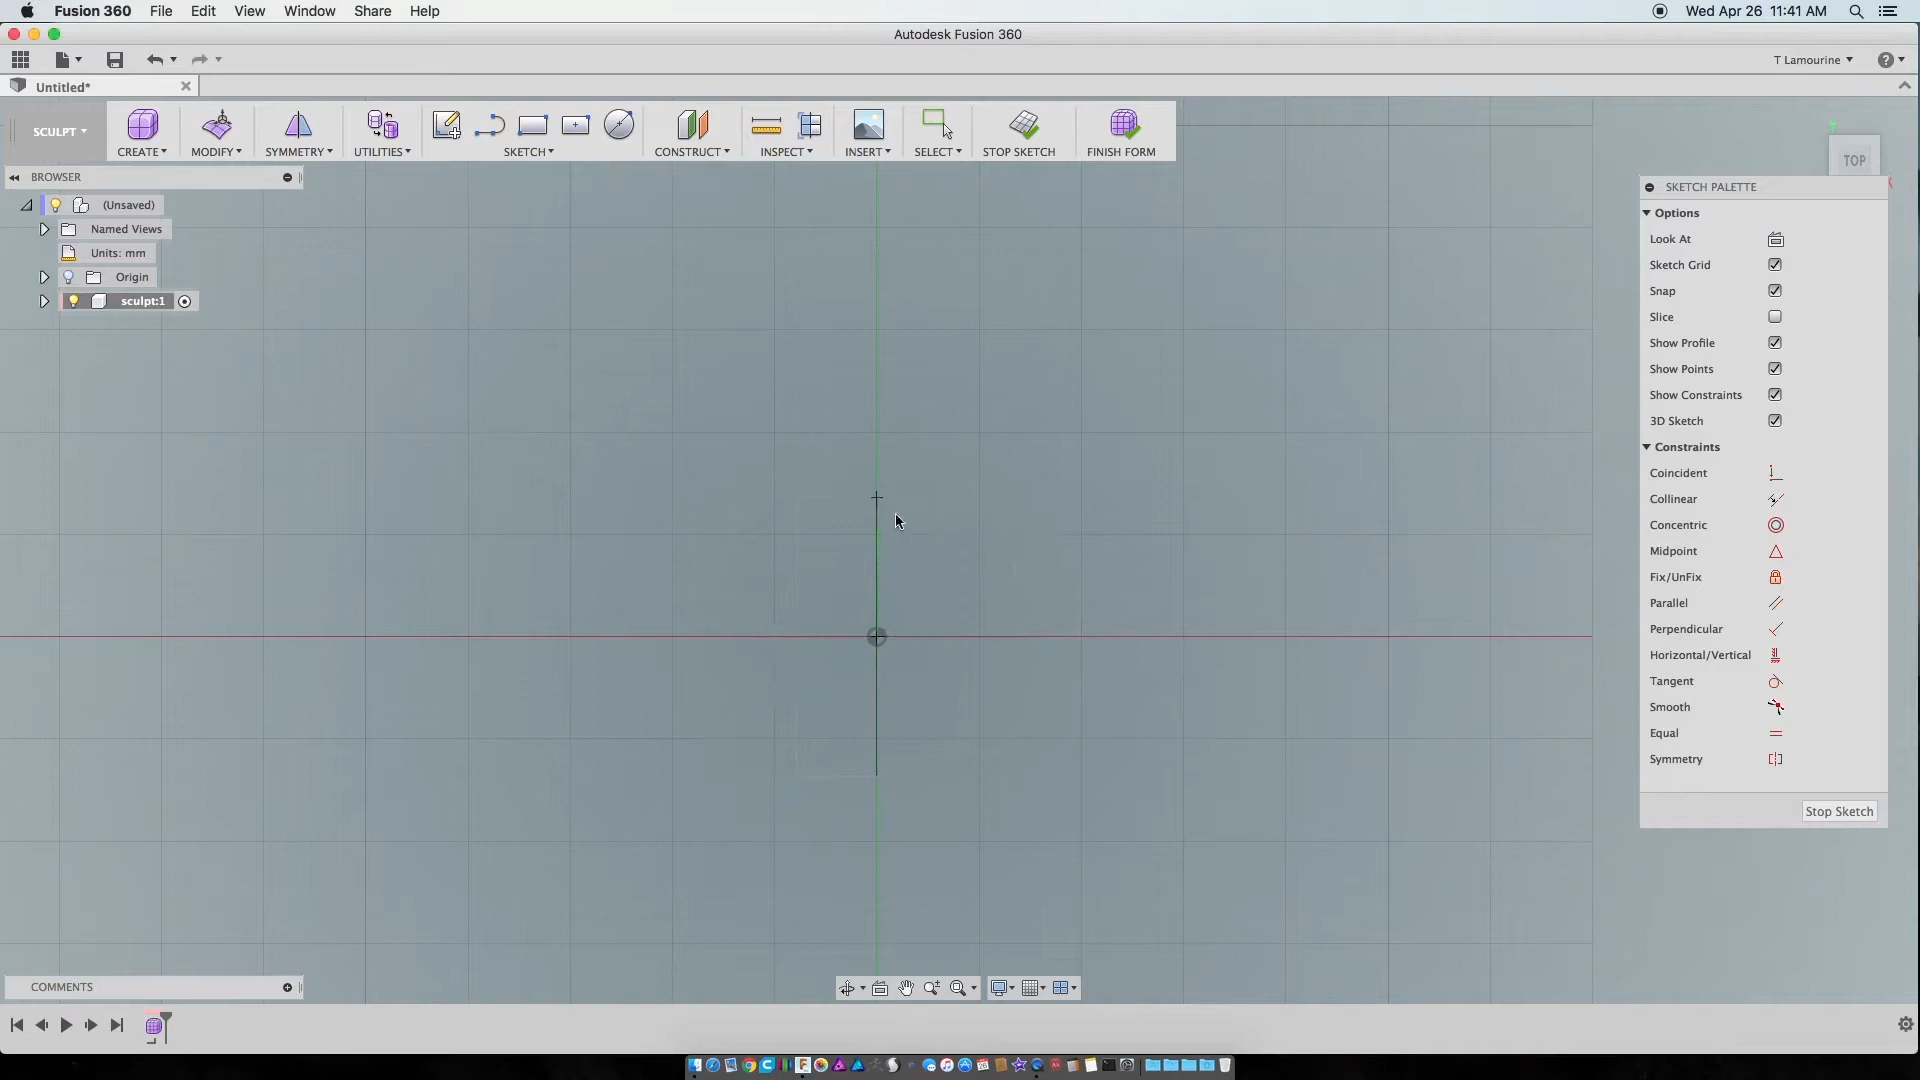 Fusion 360 File Edit View Window Share Help Wed Apr 26 11:41 AM
Autodesk Fusion 360
T Lamourine
Untitled*
SCULPT
CREATE MODIFY SYMMETRY UTILITIES SKETCH CONSTRUCT INSPECT INSERT SELECT STOP SKETCH FINISH FORM
TOP
BROWSER
(Unsaved)
Named Views
Units: mm
Origin
sculpt:1
SKETCH PALETTE
Options
Look At
Sketch Grid
Snap
Slice
Show Profile
Show Points
Show Constraints
3D Sketch
Constraints
Coincident
Collinear
Concentric
Midpoint
Fix/UnFix
Parallel
Perpendicular
Horizontal/Vertical
Tangent
Smooth
Equal
Symmetry
Stop Sketch
COMMENTS